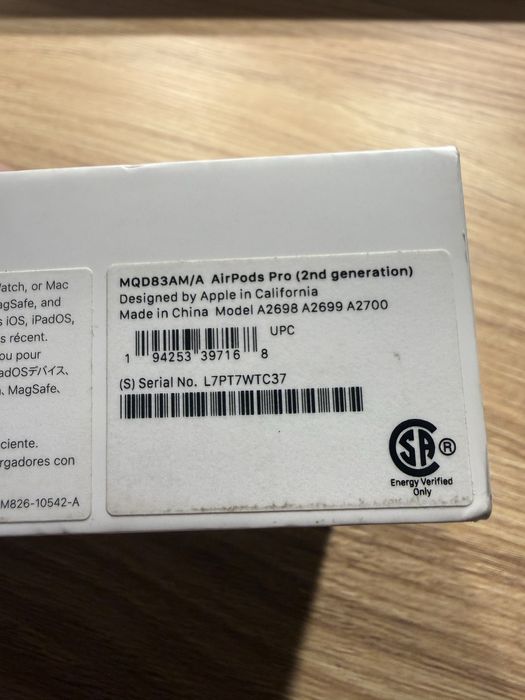 Watch, or Mac
agSafe, and
s iOS, iPadOS,
s récent.
ou pour
adOSデバイス、
, MagSafe,
ciente.
rgadores con
M826-10542-A
MQD83AM/A AirPods Pro (2nd generation)
Designed by Apple in California
Made in China Model A2698 A2699 A2700
UPC
1 94253 39716 8
(S) Serial No. L7PT7WTC37
SA ®
Energy Verified
Only